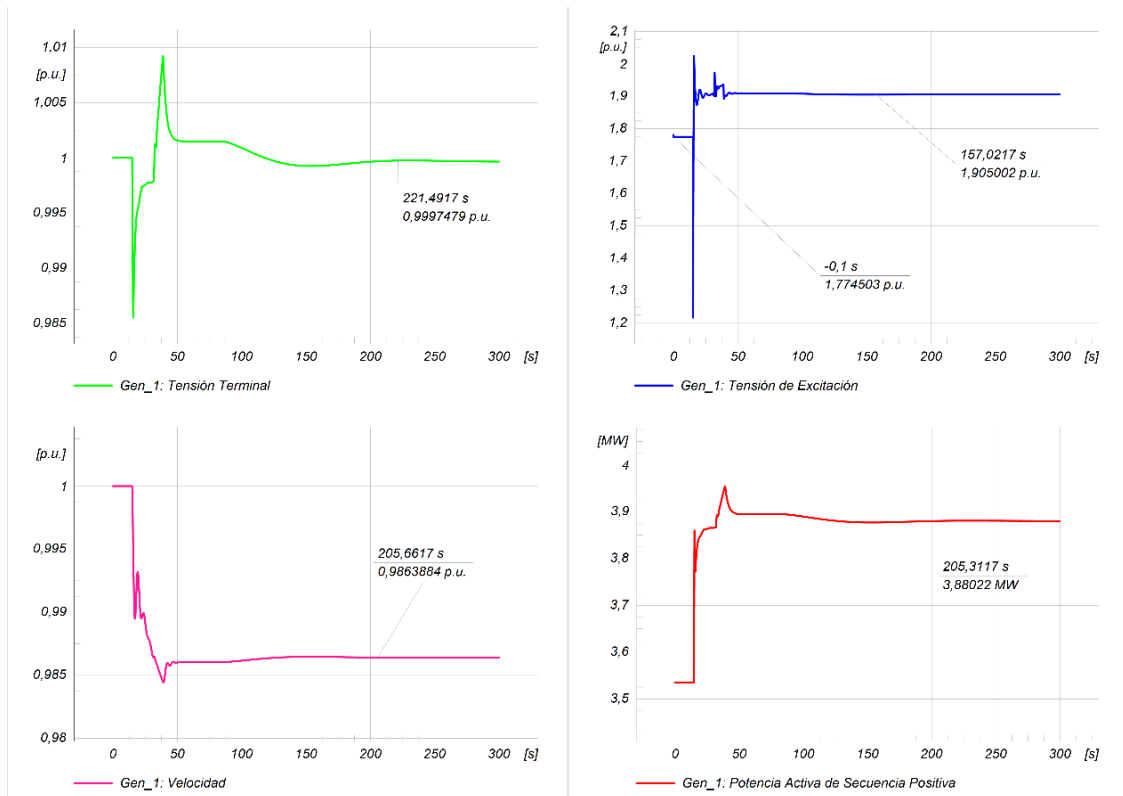 1,01
[p.u.]
1,005
1
0,995
0,99
0,985
221,4917 s
0,9997479 p.u.
0 50 100 150 200 250 300 [s]
Gen_1: Tensión Terminal
2,1
[p.u.]
2
1,9
1,8
1,7
1,6
1,5
1,4
1,3
1,2
157,0217 s
1,905002 p.u.
-0,1 s
1,774503 p.u.
0 50 100 150 200 250 300 [s]
Gen_1: Tensión de Excitación
[p.u.]
1
0,995
0,99
0,985
0,98
205,6617 s
0,9863884 p.u.
0 50 100 150 200 250 300 [s]
Gen_1: Velocidad
[MW]
4
3,9
3,8
3,7
3,6
3,5
205,3117 s
3,88022 MW
0 50 100 150 200 250 300 [s]
Gen_1: Potencia Activa de Secuencia Positiva